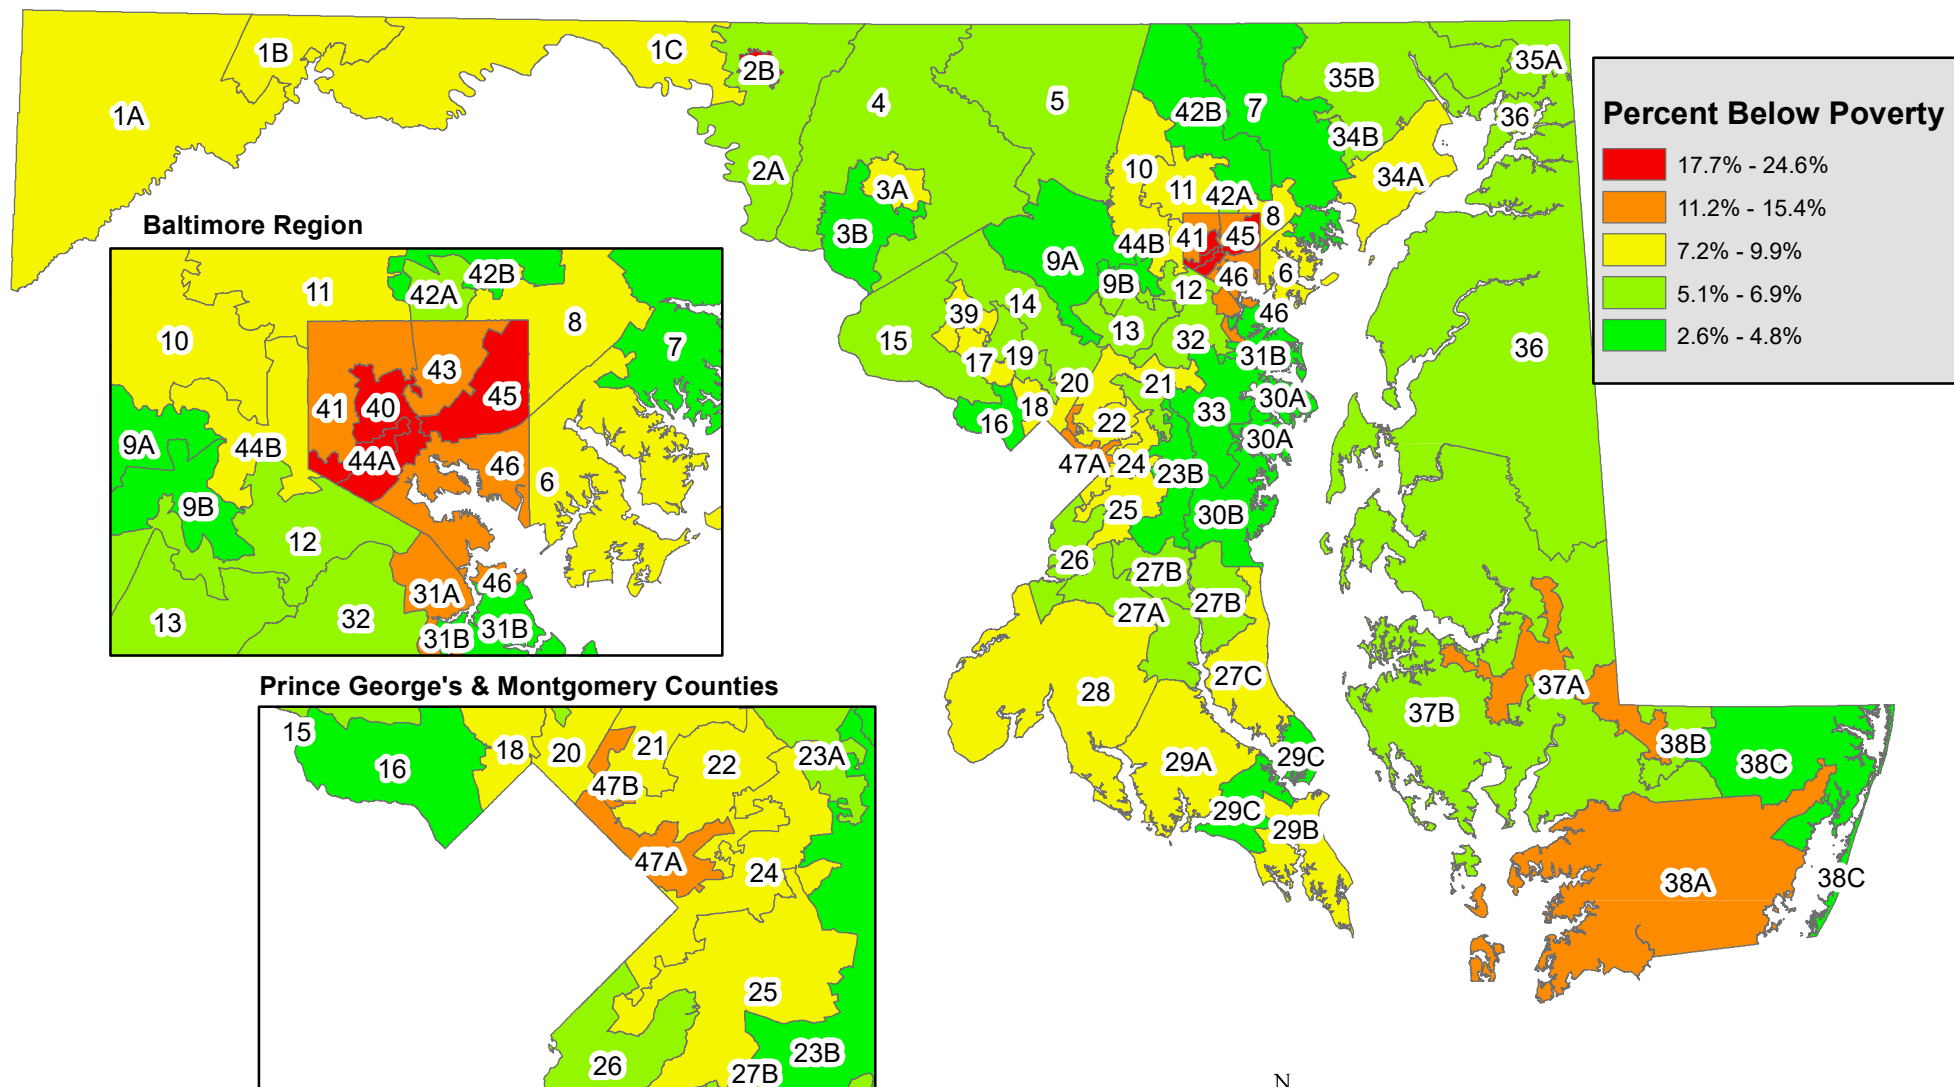 1A
1B
1C
2B
2A
4
5
3A
3B
42B
7
35B
35A
36
34B
34A
10
11
42A
8
41
45
44B
9A
9B
46
6
12
46
14
39
15
13
32
31B
17
19
20
21
30A
18
16
22
33
30A
47A
24
23B
25
30B
26
27B
27A
27B
28
27C
29A
29C
29C
29B
36
37A
37B
38B
38C
38A
38C
Percent Below Poverty
17.7% - 24.6%
11.2% - 15.4%
7.2% - 9.9%
5.1% - 6.9%
2.6% - 4.8%
Baltimore Region
11
42A
42B
10
8
7
43
41
40
45
9A
44B
44A
46
6
9B
12
31A
46
13
32
31B
31B
Prince George's & Montgomery Counties
15
16
18
20
21
22
23A
47B
47A
24
25
26
27B
23B
N